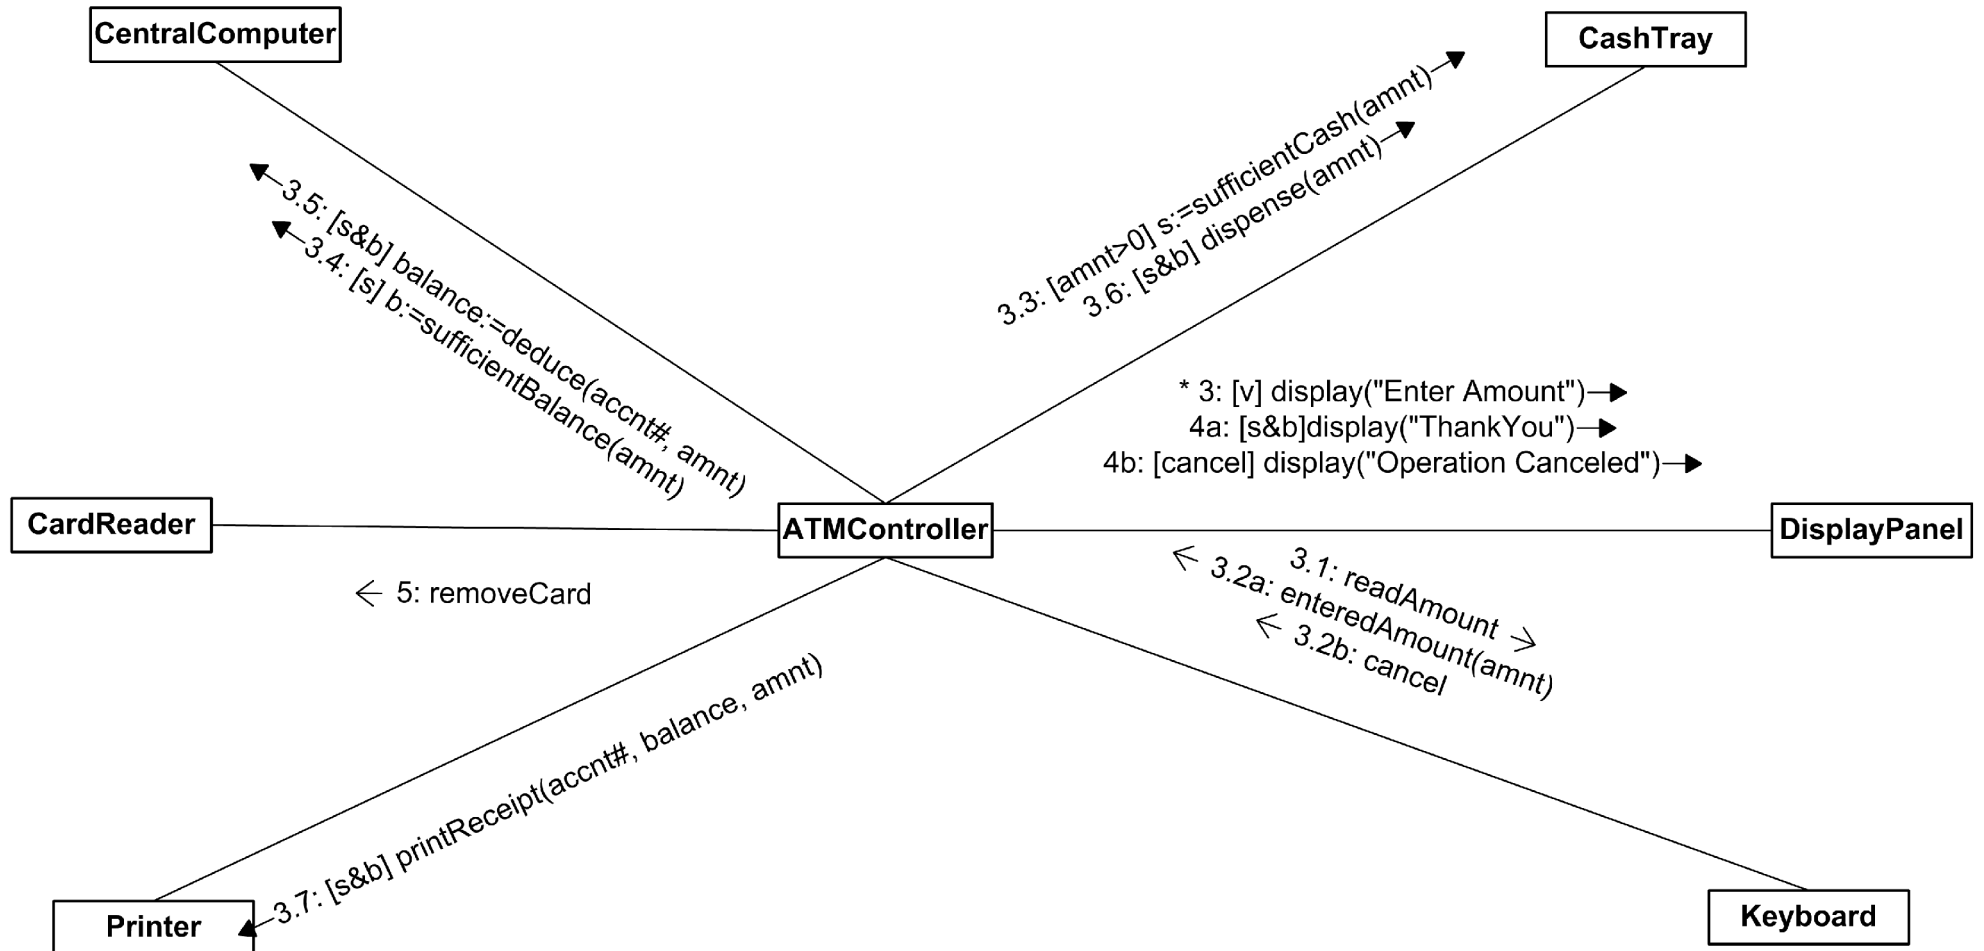 CentralComputer
CashTray
3.5: [s&b] balance:=deduce(accnt#, amnt)
3.4: [s] b:=sufficientBalance(amnt)
3.3: [amnt>0] s:=sufficientCash(amnt)
3.6: [s&b] dispense(amnt)
* 3: [v] display("Enter Amount")
4a: [s&b]display("ThankYou")
4b: [cancel] display("Operation Canceled")
CardReader
ATMController
DisplayPanel
5: removeCard
3.1: readAmount
3.2a: enteredAmount(amnt)
3.2b: cancel
3.7: [s&b] printReceipt(accnt#, balance, amnt)
Printer
Keyboard